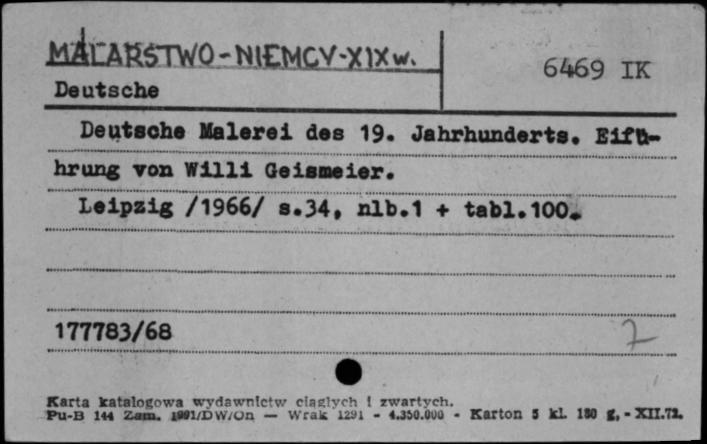 MALARSTWO-NIEMCY-XIXw.
6469 IK
Deutsche
Deutsche Malerei des 19. Jahrhunderts. Eifü-
hrung von Willi Geismeier.
Leipzig /1966/ s.34, nlb.1 + tabl.100.
177783/68
7
Karta katalogowa wydawnictw ciągłych i zwartych.
Pu-B 144 Zam. 1991/DW/On — Wrak 1291 - 4.350.000 - Karton 5 kl. 180 g, - XII.72.